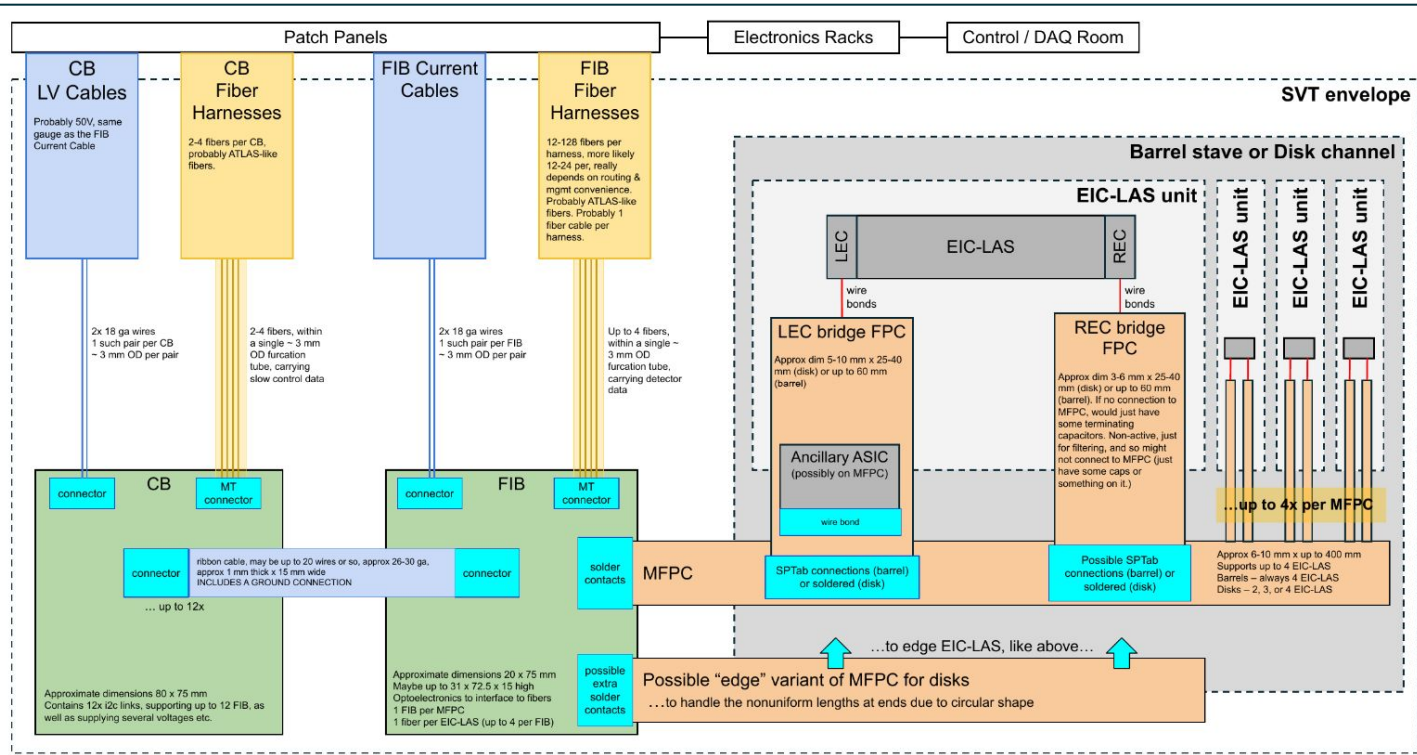 Patch Panels
Electronics Racks
Control / DAQ Room
CB
LV Cables
Probably 50V, same
gauge as the FIB
Current Cable
CB
Fiber
Harnesses
2-4 fibers per CB,
probably ATLAS-like
fibers.
FIB Current
Cables
FIB
Fiber
Harnesses
12-128 fibers per
harness, more likely
12-24 per, really
depends on routing &
mgmt convenience.
Probably ATLAS-like
fibers. Probably 1
fiber cable per
harness.
SVT envelope
Barrel stave or Disk channel
EIC-LAS unit
LEC
EIC-LAS
REC
wire
bonds
wire
bonds
EIC-LAS unit
EIC-LAS unit
EIC-LAS unit
2x 18 ga wires
1 such pair per CB
~ 3 mm OD per pair
2-4 fibers, within
a single ~ 3 mm
OD furcation
tube, carrying
slow control data
2x 18 ga wires
1 such pair per FIB
~ 3 mm OD per pair
Up to 4 fibers,
within a single ~
3 mm OD
furcation tube,
carrying detector
data
LEC bridge FPC
Approx dim 5-10 mm x 25-40
mm (disk) or up to 60 mm
(barrel)
Ancillary ASIC
(possibly on MFPC)
wire bond
SPTab connections (barrel)
or soldered (disk)
REC bridge
FPC
Approx dim 3-6 mm x 25-40
mm (disk) or up to 60 mm
(barrel). If no connection to
MFPC, would just have
some terminating
capacitors. Non-active, just
for filtering, and so might
not connect to MFPC (just
have some caps or
something on it.)
Possible SPTab
connections (barrel) or
soldered (disk)
...up to 4x per MFPC
Approx 6-10 mm x up to 400 mm
Supports up to 4 EIC-LAS
Barrels – always 4 EIC-LAS
Disks – 2, 3, or 4 EIC-LAS
connector
CB
MT
connector
connector
FIB
MT
connector
connector
ribbon cable, may be up to 20 wires or so, approx 26-30 ga,
approx 1 mm thick x 15 mm wide
INCLUDES A GROUND CONNECTION
connector
solder
contacts
MFPC
... up to 12x
Approximate dimensions 80 x 75 mm
Contains 12x i2c links, supporting up to 12 FIB, as
well as supplying several voltages etc.
Approximate dimensions 20 x 75 mm
Maybe up to 31 x 72.5 x 15 high
Optoelectronics to interface to fibers
1 FIB per MFPC
1 fiber per EIC-LAS (up to 4 per FIB)
possible
extra
solder
contacts
...to edge EIC-LAS, like above...
Possible “edge” variant of MFPC for disks
...to handle the nonuniform lengths at ends due to circular shape